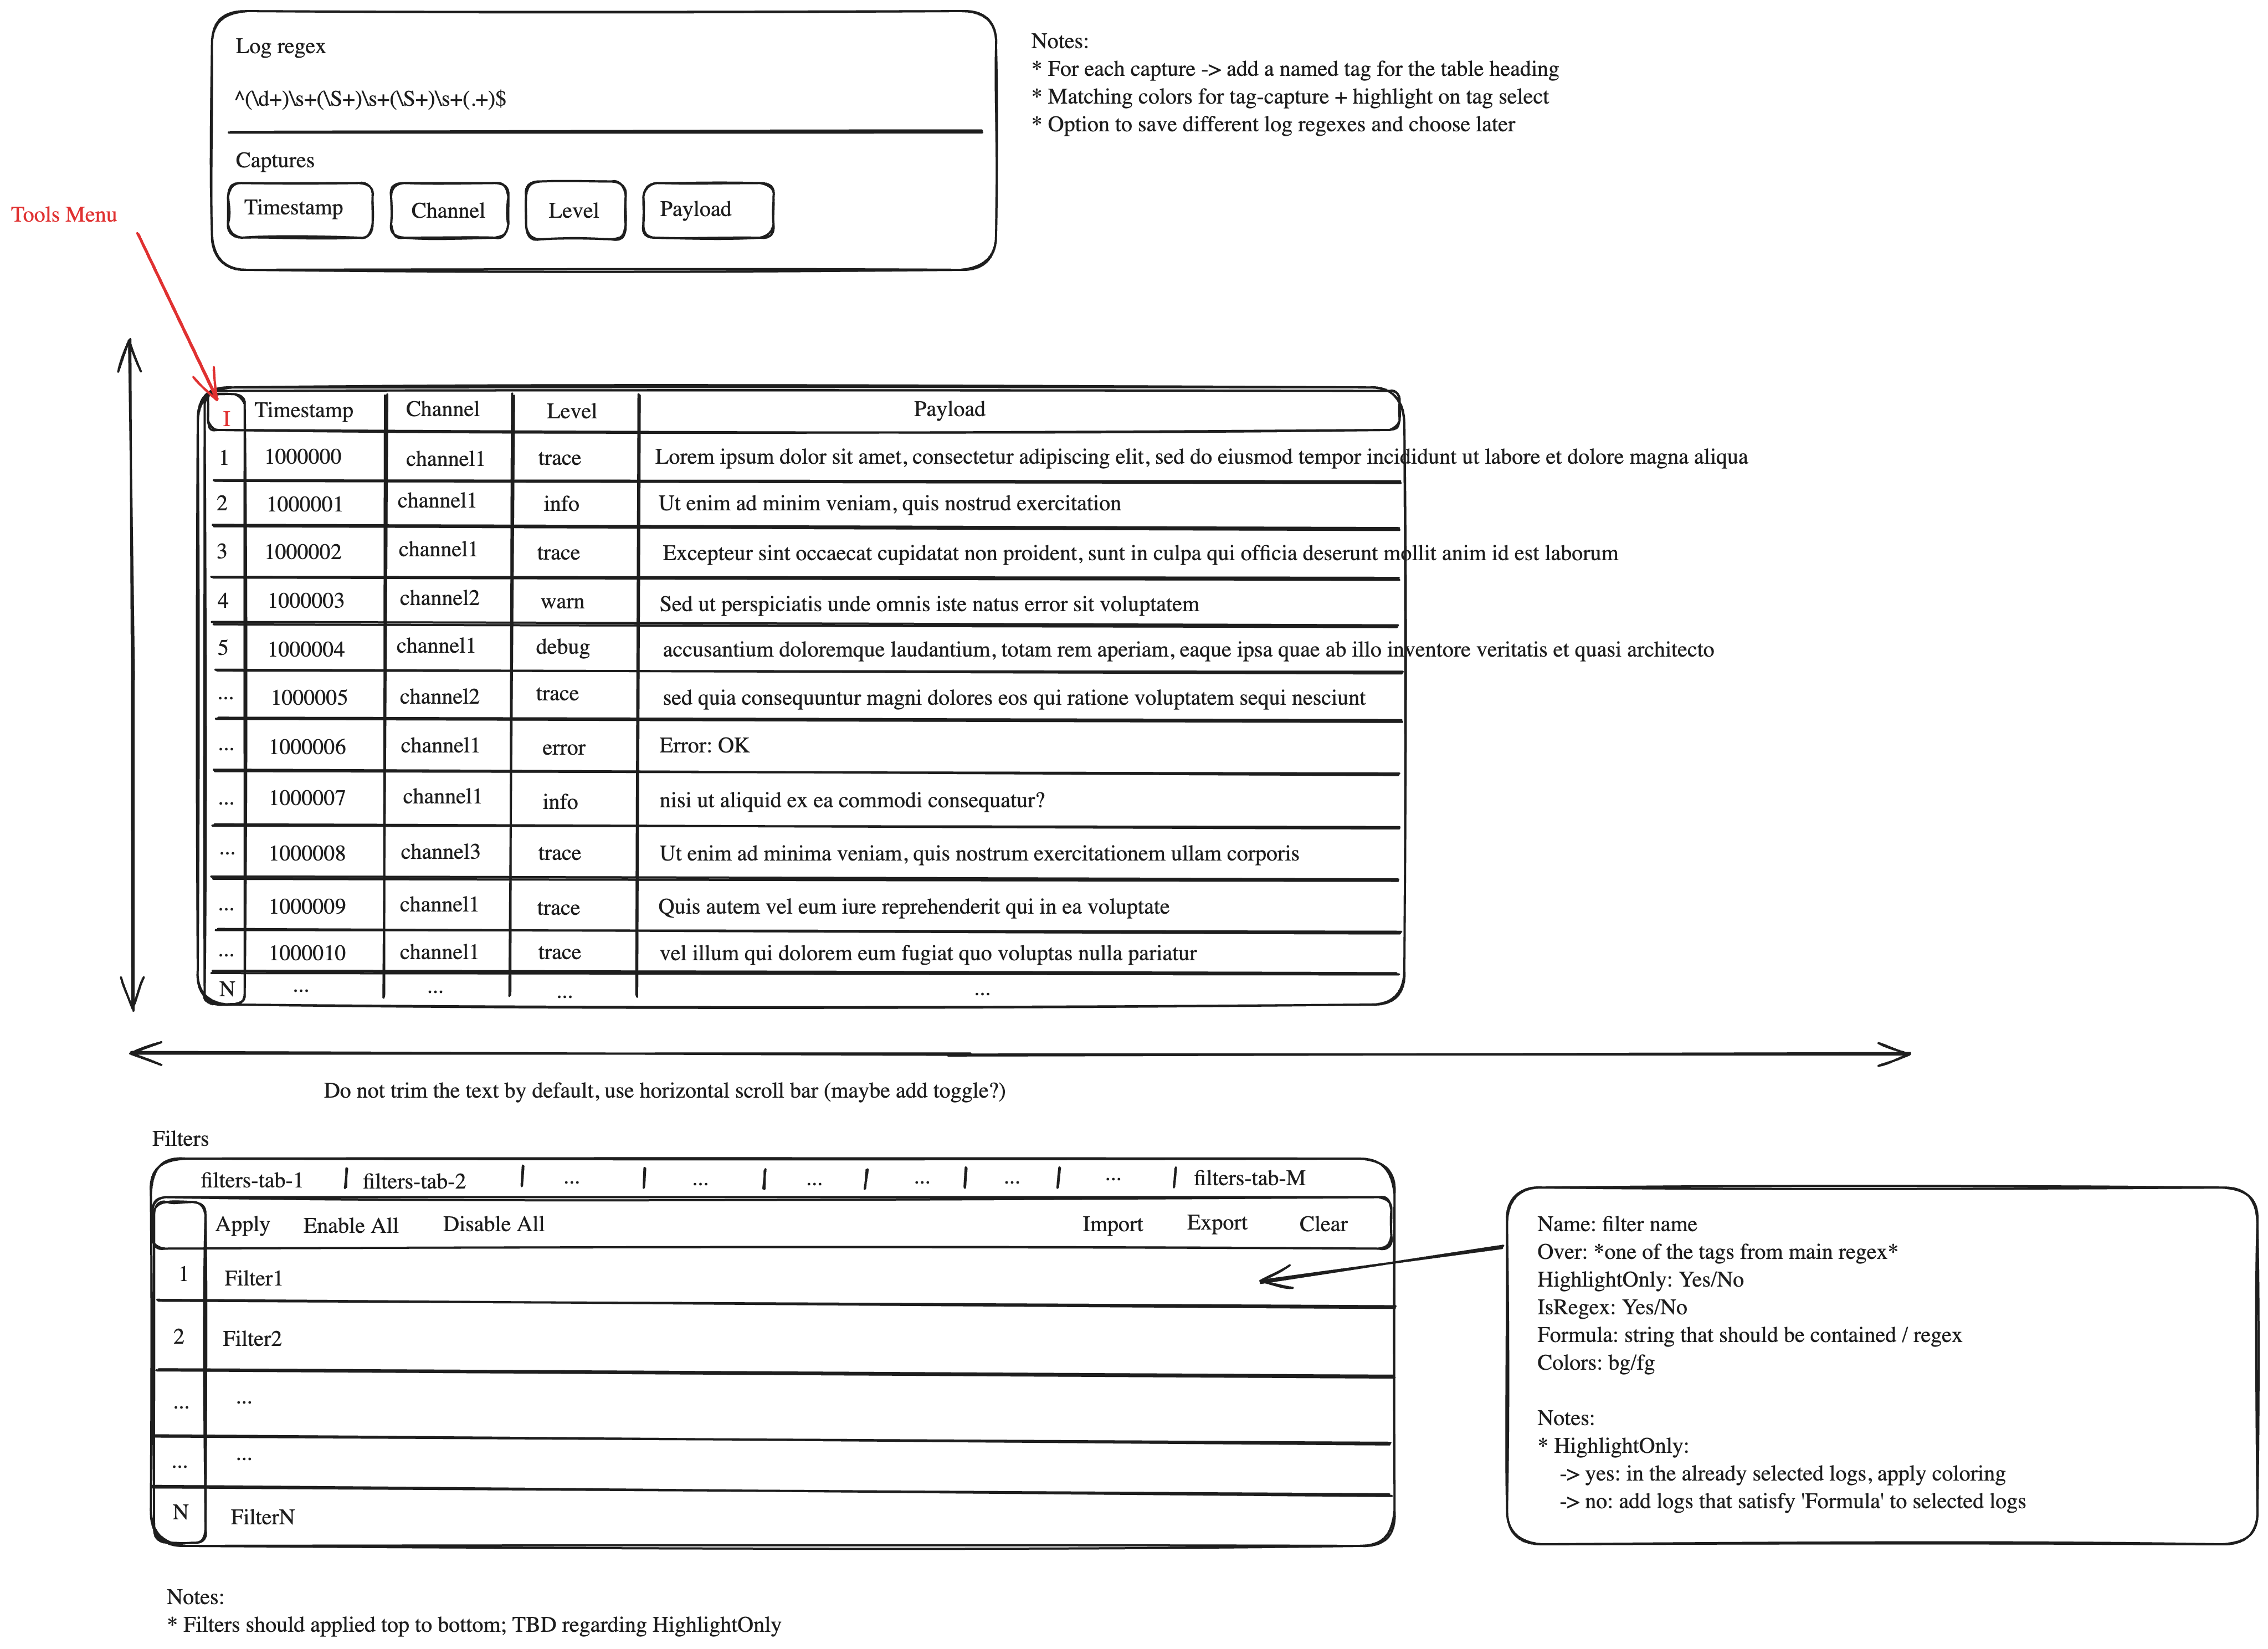 Log regex
^(\d+)\s+(\S+)\s+(\S+)\s+(.+)$
Captures
Timestamp Channel Level Payload
Notes:
* For each capture -> add a named tag for the table heading
* Matching colors for tag-capture + highlight on tag select
* Option to save different log regexes and choose later
Tools Menu
I Timestamp Channel Level Payload
1 1000000 channel1 trace Lorem ipsum dolor sit amet, consectetur adipiscing elit, sed do eiusmod tempor incididunt ut labore et dolore magna aliqua
2 1000001 channel1 info Ut enim ad minim veniam, quis nostrud exercitation
3 1000002 channel1 trace Excepteur sint occaecat cupidatat non proident, sunt in culpa qui officia deserunt mollit anim id est laborum
4 1000003 channel2 warn Sed ut perspiciatis unde omnis iste natus error sit voluptatem
5 1000004 channel1 debug accusantium doloremque laudantium, totam rem aperiam, eaque ipsa quae ab illo inventore veritatis et quasi architecto
... 1000005 channel2 trace sed quia consequuntur magni dolores eos qui ratione voluptatem sequi nesciunt
... 1000006 channel1 error Error: OK
... 1000007 channel1 info nisi ut aliquid ex ea commodi consequatur?
... 1000008 channel3 trace Ut enim ad minima veniam, quis nostrum exercitationem ullam corporis
... 1000009 channel1 trace Quis autem vel eum iure reprehenderit qui in ea voluptate
... 1000010 channel1 trace vel illum qui dolorem eum fugiat quo voluptas nulla pariatur
N ... ... ... ...
Do not trim the text by default, use horizontal scroll bar (maybe add toggle?)
Filters
filters-tab-1 | filters-tab-2 | ... | ... | ... | ... | ... | ... | filters-tab-M
Apply Enable All Disable All Import Export Clear
1 Filter1
2 Filter2
... ...
... ...
N FilterN
Name: filter name
Over: *one of the tags from main regex*
HighlightOnly: Yes/No
IsRegex: Yes/No
Formula: string that should be contained / regex
Colors: bg/fg
Notes:
* HighlightOnly:
-> yes: in the already selected logs, apply coloring
-> no: add logs that satisfy 'Formula' to selected logs
Notes:
* Filters should applied top to bottom; TBD regarding HighlightOnly